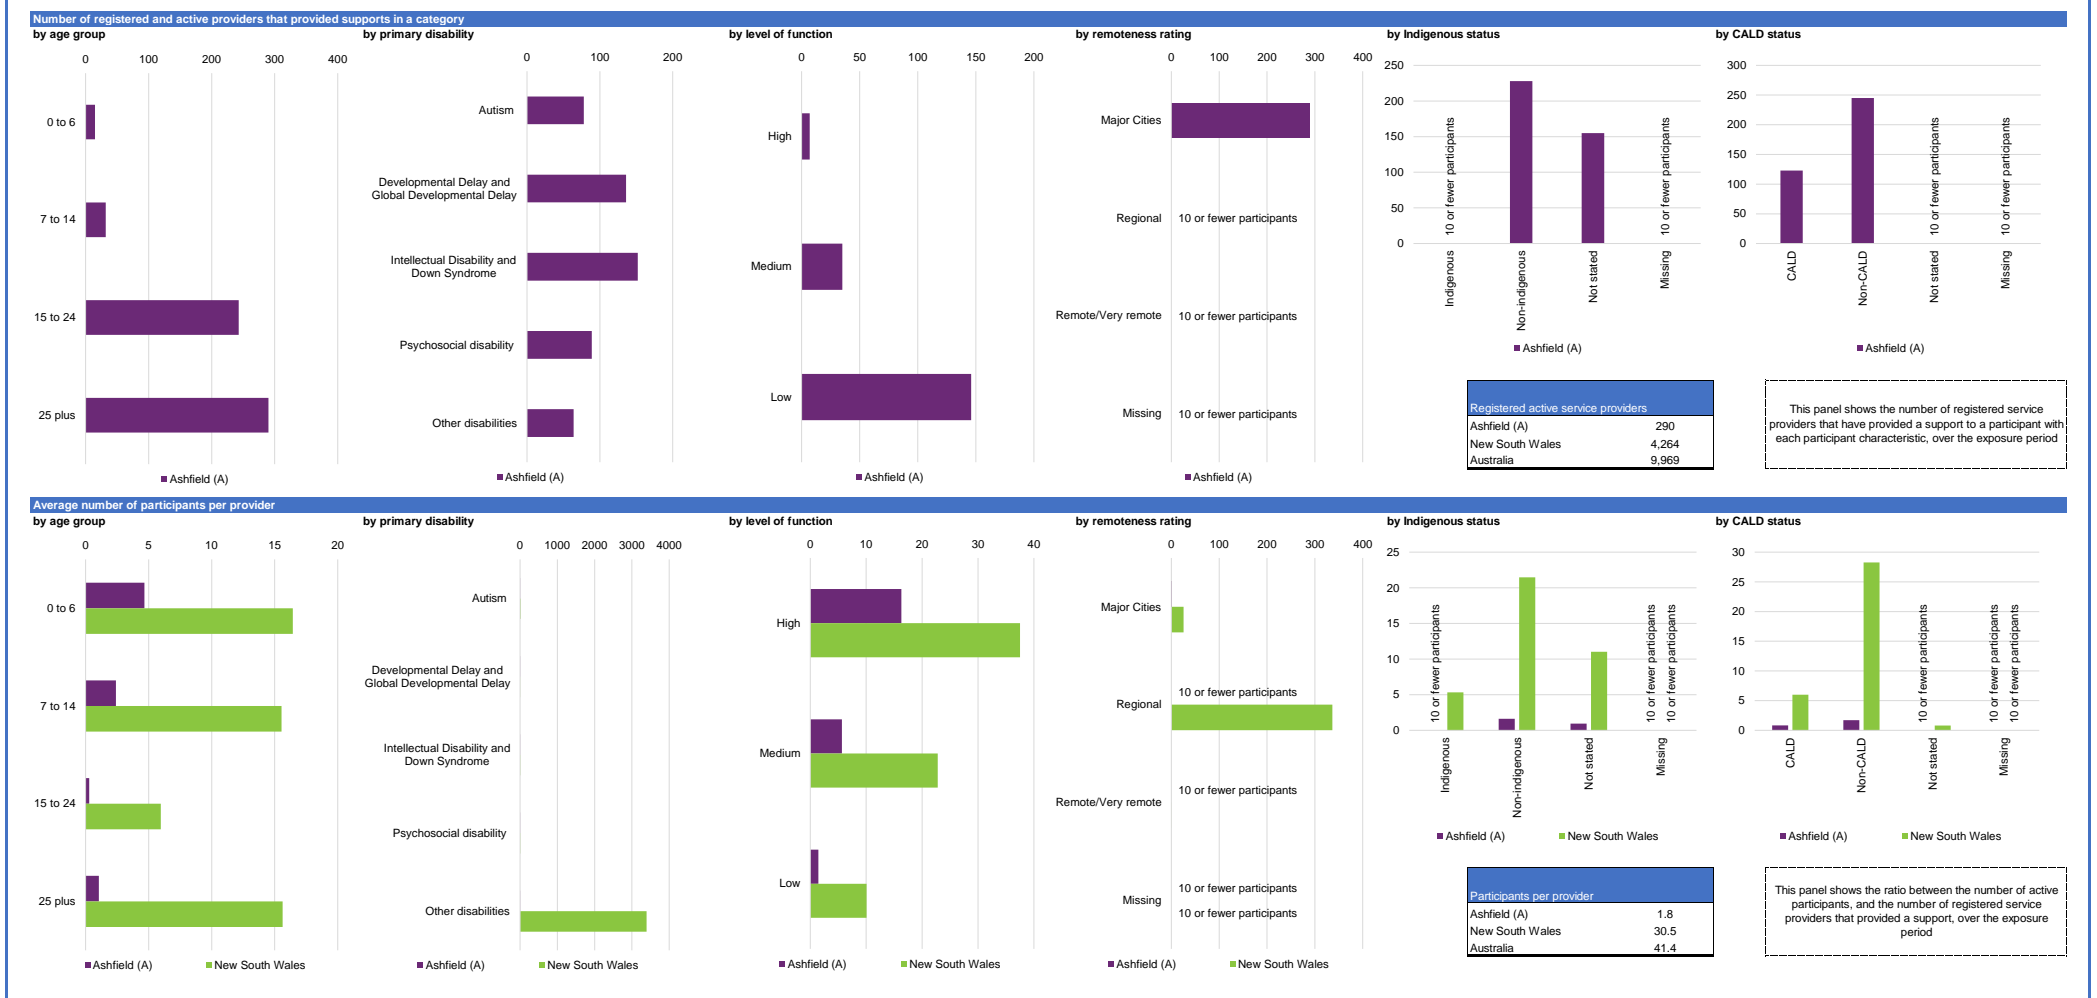 Number of registered and active providers that provided supports in a category
by age group
0 100 200 300 400
0 to 6
7 to 14
15 to 24
25 plus
Ashfield (A)
by primary disability
0 100 200
Autism
Developmental Delay and
Global Developmental Delay
Intellectual Disability and
Down Syndrome
Psychosocial disability
Other disabilities
Ashfield (A)
by level of function
0 50 100 150 200
High
Medium
Low
Ashfield (A)
by remoteness rating
0 100 200 300 400
Major Cities
Regional 10 or fewer participants
Remote/Very remote 10 or fewer participants
Missing 10 or fewer participants
Ashfield (A)
by Indigenous status
250
200
150
100
50
0
10 or fewer participants
10 or fewer participants
Indigenous
Non-indigenous
Not stated
Missing
Ashfield (A)
by CALD status
300
250
200
150
100
50
0
10 or fewer participants
10 or fewer participants
CALD
Non-CALD
Not stated
Missing
Ashfield (A)
Registered active service providers
Ashfield (A) 290
New South Wales 4,264
Australia 9,969
This panel shows the number of registered service
providers that have provided a support to a participant with
each participant characteristic, over the exposure period
Average number of participants per provider
by age group
0 5 10 15 20
0 to 6
7 to 14
15 to 24
25 plus
Ashfield (A) New South Wales
by primary disability
0 1000 2000 3000 4000
Autism
Developmental Delay and
Global Developmental Delay
Intellectual Disability and
Down Syndrome
Psychosocial disability
Other disabilities
Ashfield (A) New South Wales
by level of function
0 10 20 30 40
High
Medium
Low
Ashfield (A) New South Wales
by remoteness rating
0 100 200 300 400
Major Cities
10 or fewer participants
Regional
10 or fewer participants
Remote/Very remote
10 or fewer participants
Missing
10 or fewer participants
Ashfield (A) New South Wales
by Indigenous status
25
20
15
10
5
0
10 or fewer participants
10 or fewer participants
10 or fewer participants
Indigenous
Non-indigenous
Not stated
Missing
Ashfield (A) New South Wales
by CALD status
30
25
20
15
10
5
0
10 or fewer participants
10 or fewer participants
10 or fewer participants
CALD
Non-CALD
Not stated
Missing
Ashfield (A) New South Wales
Participants per provider
Ashfield (A) 1.8
New South Wales 30.5
Australia 41.4
This panel shows the ratio between the number of active
participants, and the number of registered service
providers that provided a support, over the exposure
period